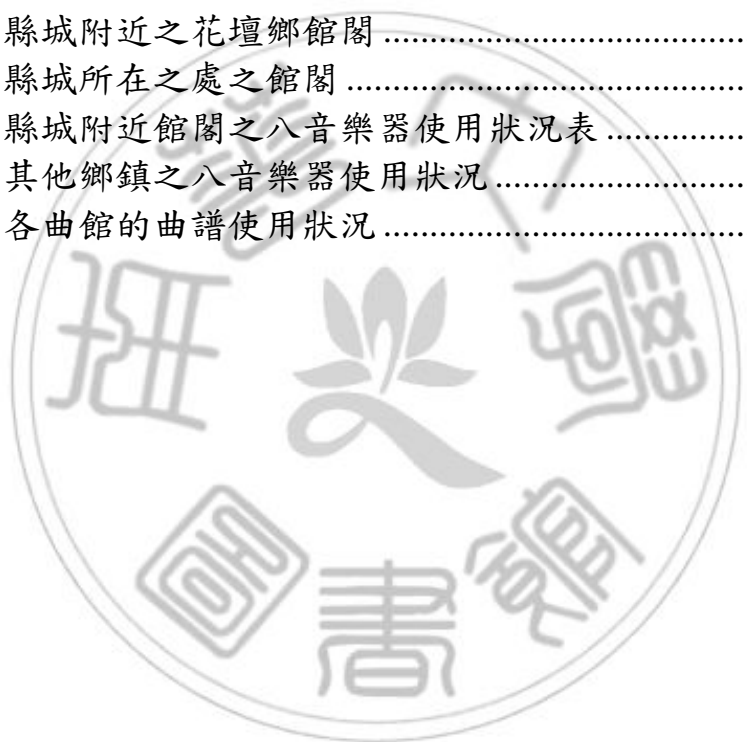 縣城附近之花壇鄉館閣 .......................................
縣城所在之處之館閣 ...........................................
縣城附近館閣之八音樂器使用狀況表 ...............
其他鄉鎮之八音樂器使用狀況 ..........................
各曲館的曲譜使用狀況 .......................................
圖書館